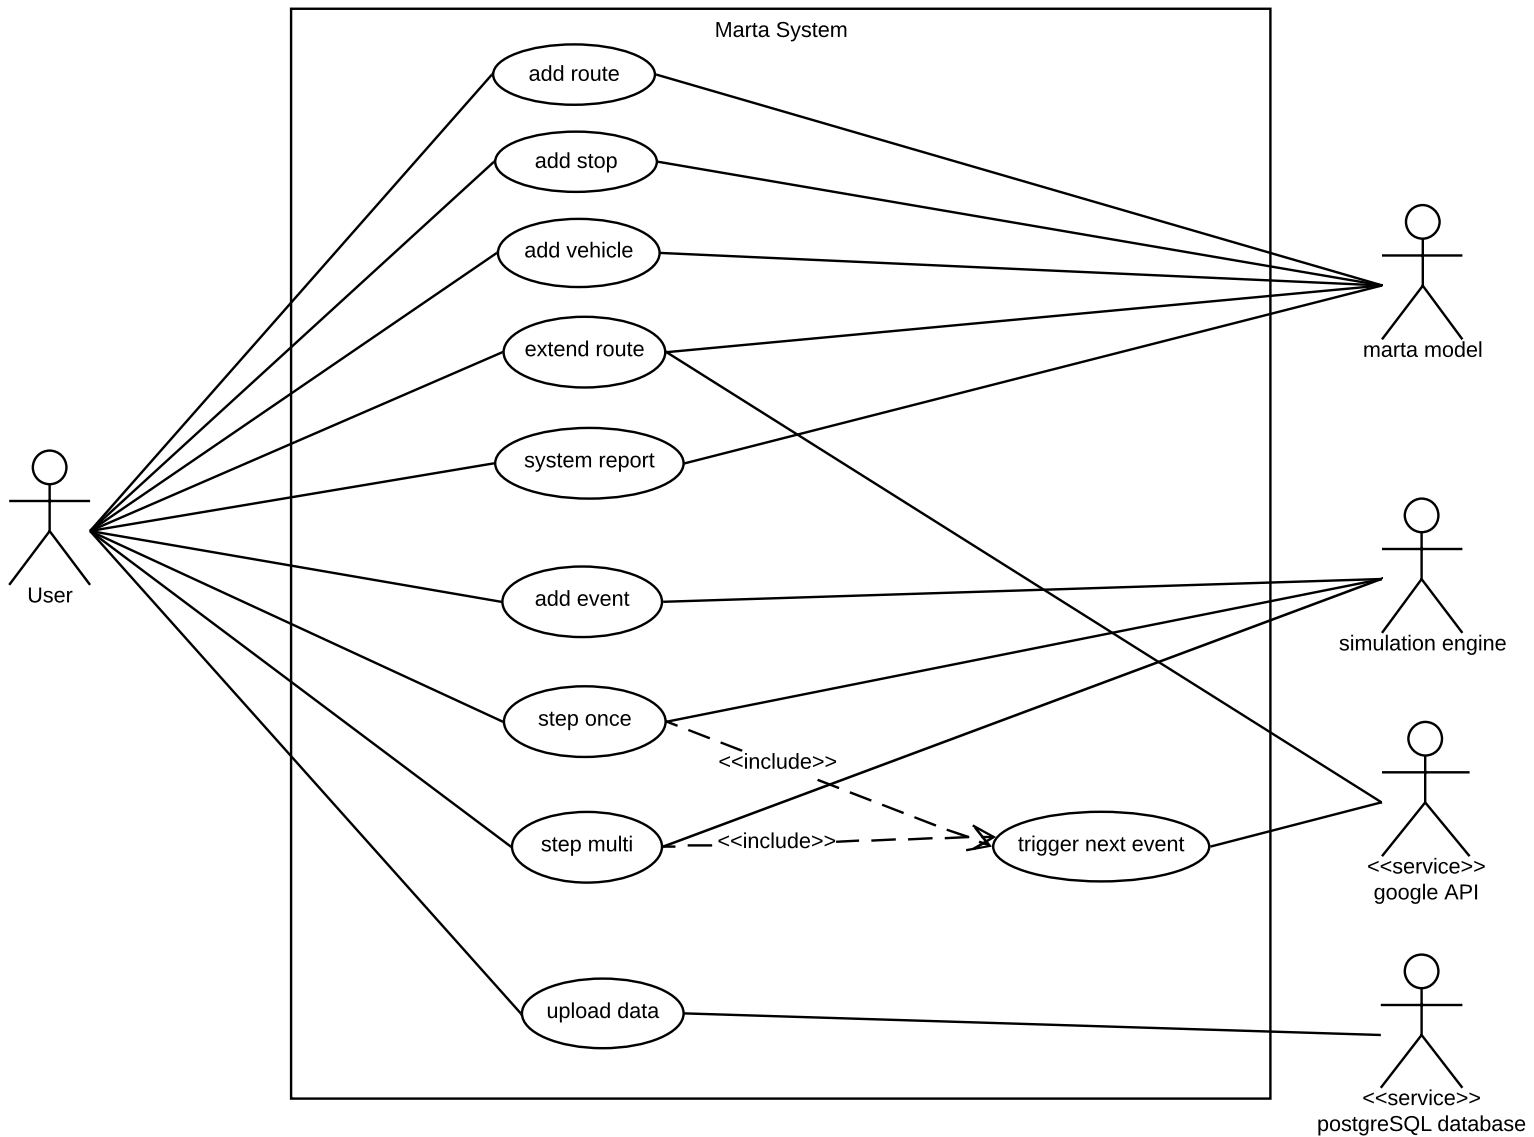 Marta System
add route
add stop
add vehicle
extend route
marta model
system report
User
add event
simulation engine
step once
<<include>>
step multi
<<include>>
trigger next event
<<service>>
google API
upload data
<<service>>
postgreSQL database